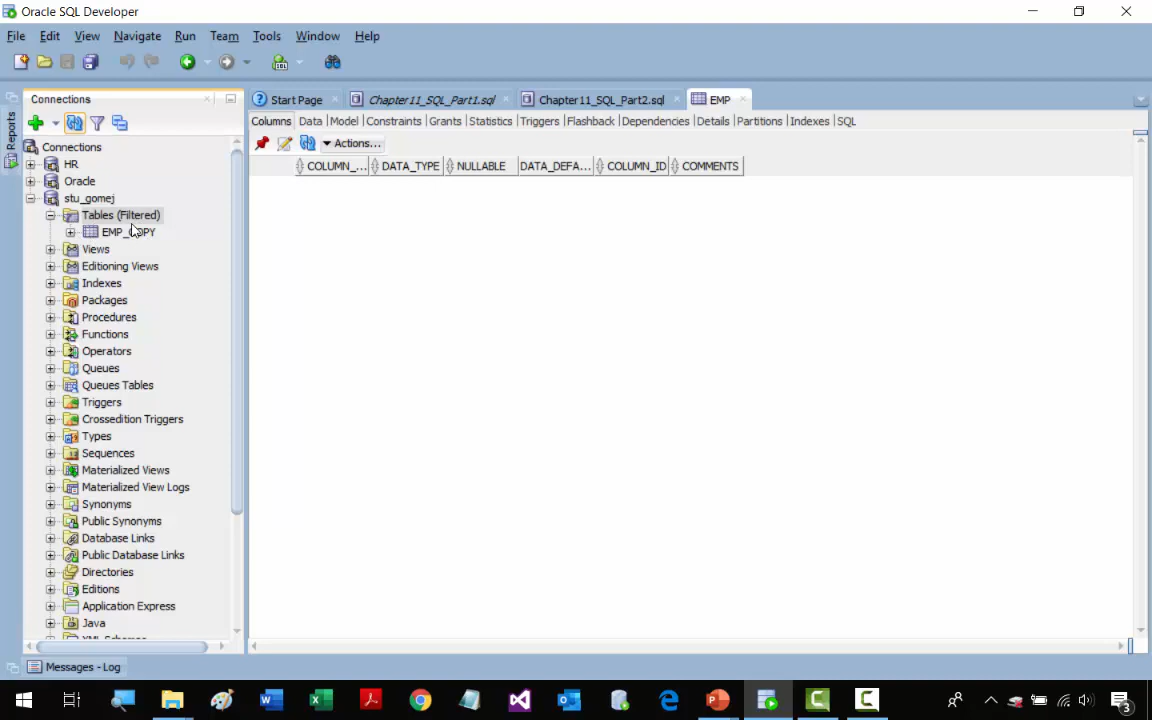 Oracle SQL Developer
File Edit View Navigate Run Team Tools Window Help
Reports
Connections
Connections
HR
Oracle
stu_gomej
Tables (Filtered)
EMP_COPY
Views
Editioning Views
Indexes
Packages
Procedures
Functions
Operators
Queues
Queues Tables
Triggers
Crossedition Triggers
Types
Sequences
Materialized Views
Materialized View Logs
Synonyms
Public Synonyms
Database Links
Public Database Links
Directories
Editions
Application Express
Java
XML Schemas
Start Page Chapter11_SQL_Part1.sql Chapter11_SQL_Part2.sql EMP
Columns Data Model Constraints Grants Statistics Triggers Flashback Dependencies Details Partitions Indexes SQL
Actions...
COLUMN_... DATA_TYPE NULLABLE DATA_DEFA... COLUMN_ID COMMENTS
Messages - Log
3